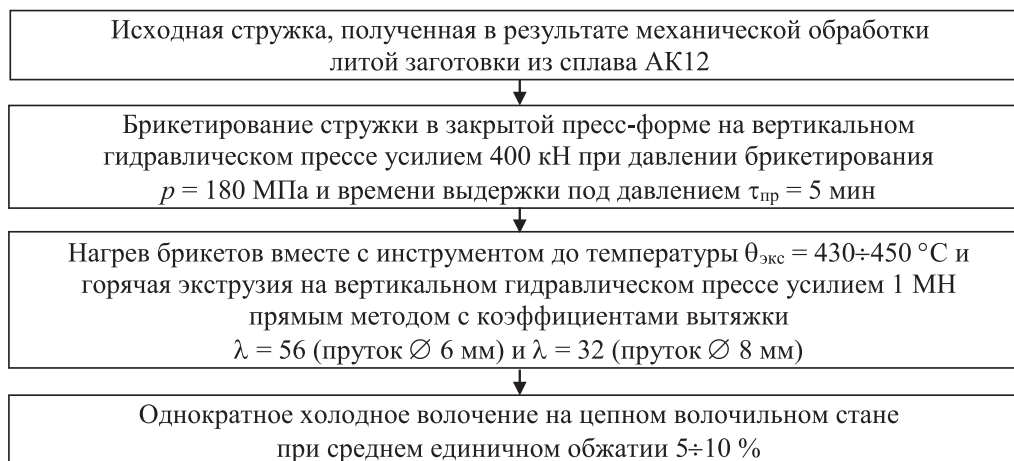 Исходная стружка, полученная в результате механической обработки
литой заготовки из сплава АК12
Брикетирование стружки в закрытой пресс-форме на вертикальном
гидравлическом прессе усилием 400 кН при давлении брикетирования
p = 180 МПа и времени выдержки под давлением τпр = 5 мин
Нагрев брикетов вместе с инструментом до температуры θэкс = 430÷450 °С и
горячая экструзия на вертикальном гидравлическом прессе усилием 1 МН
прямым методом с коэффициентами вытяжки
λ = 56 (пруток ∅ 6 мм) и λ = 32 (пруток ∅ 8 мм)
Однократное холодное волочение на цепном волочильном стане
при среднем единичном обжатии 5÷10 %